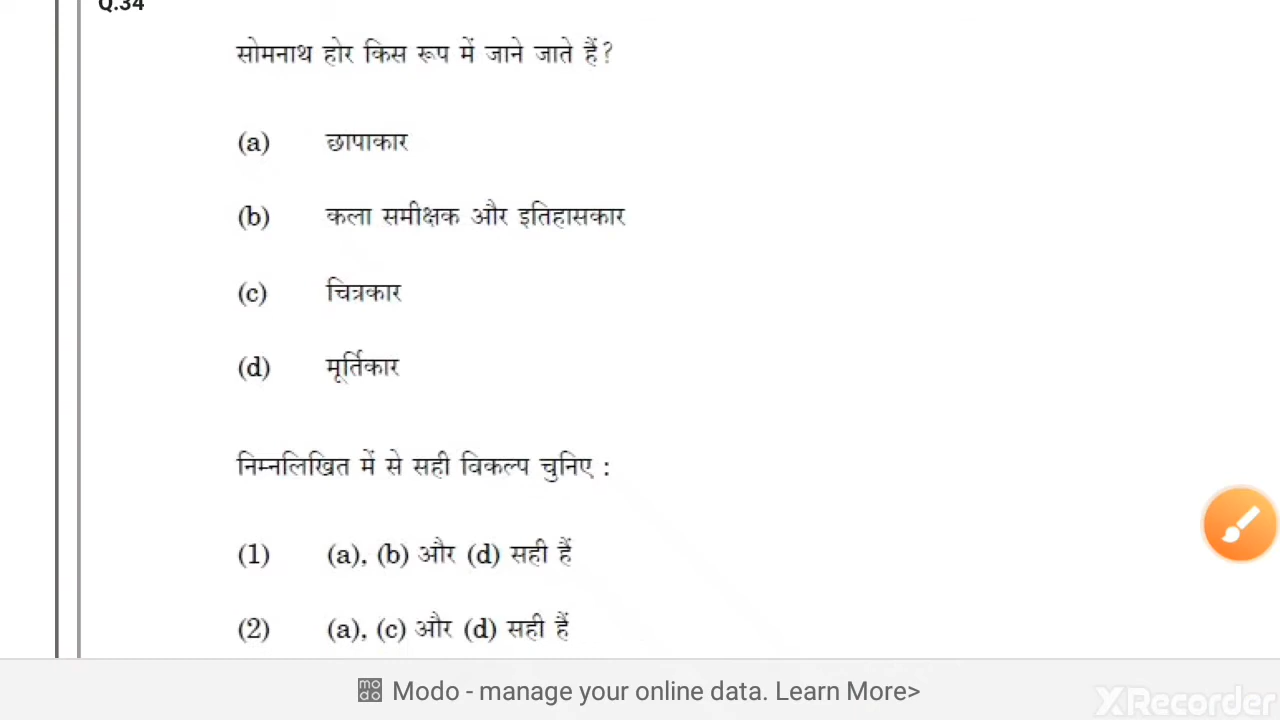 Q.34
सोमनाथ होर किस रूप में जाने जाते हैं?
(a) छापाकार
(b) कला समीक्षक और इतिहासकार
(c) चित्रकार
(d) मूर्तिकार
निम्नलिखित में से सही विकल्प चुनिए :
(1) (a), (b) और (d) सही हैं
(2) (a), (c) और (d) सही हैं
modo Modo - manage your online data. Learn More>
XRecorder